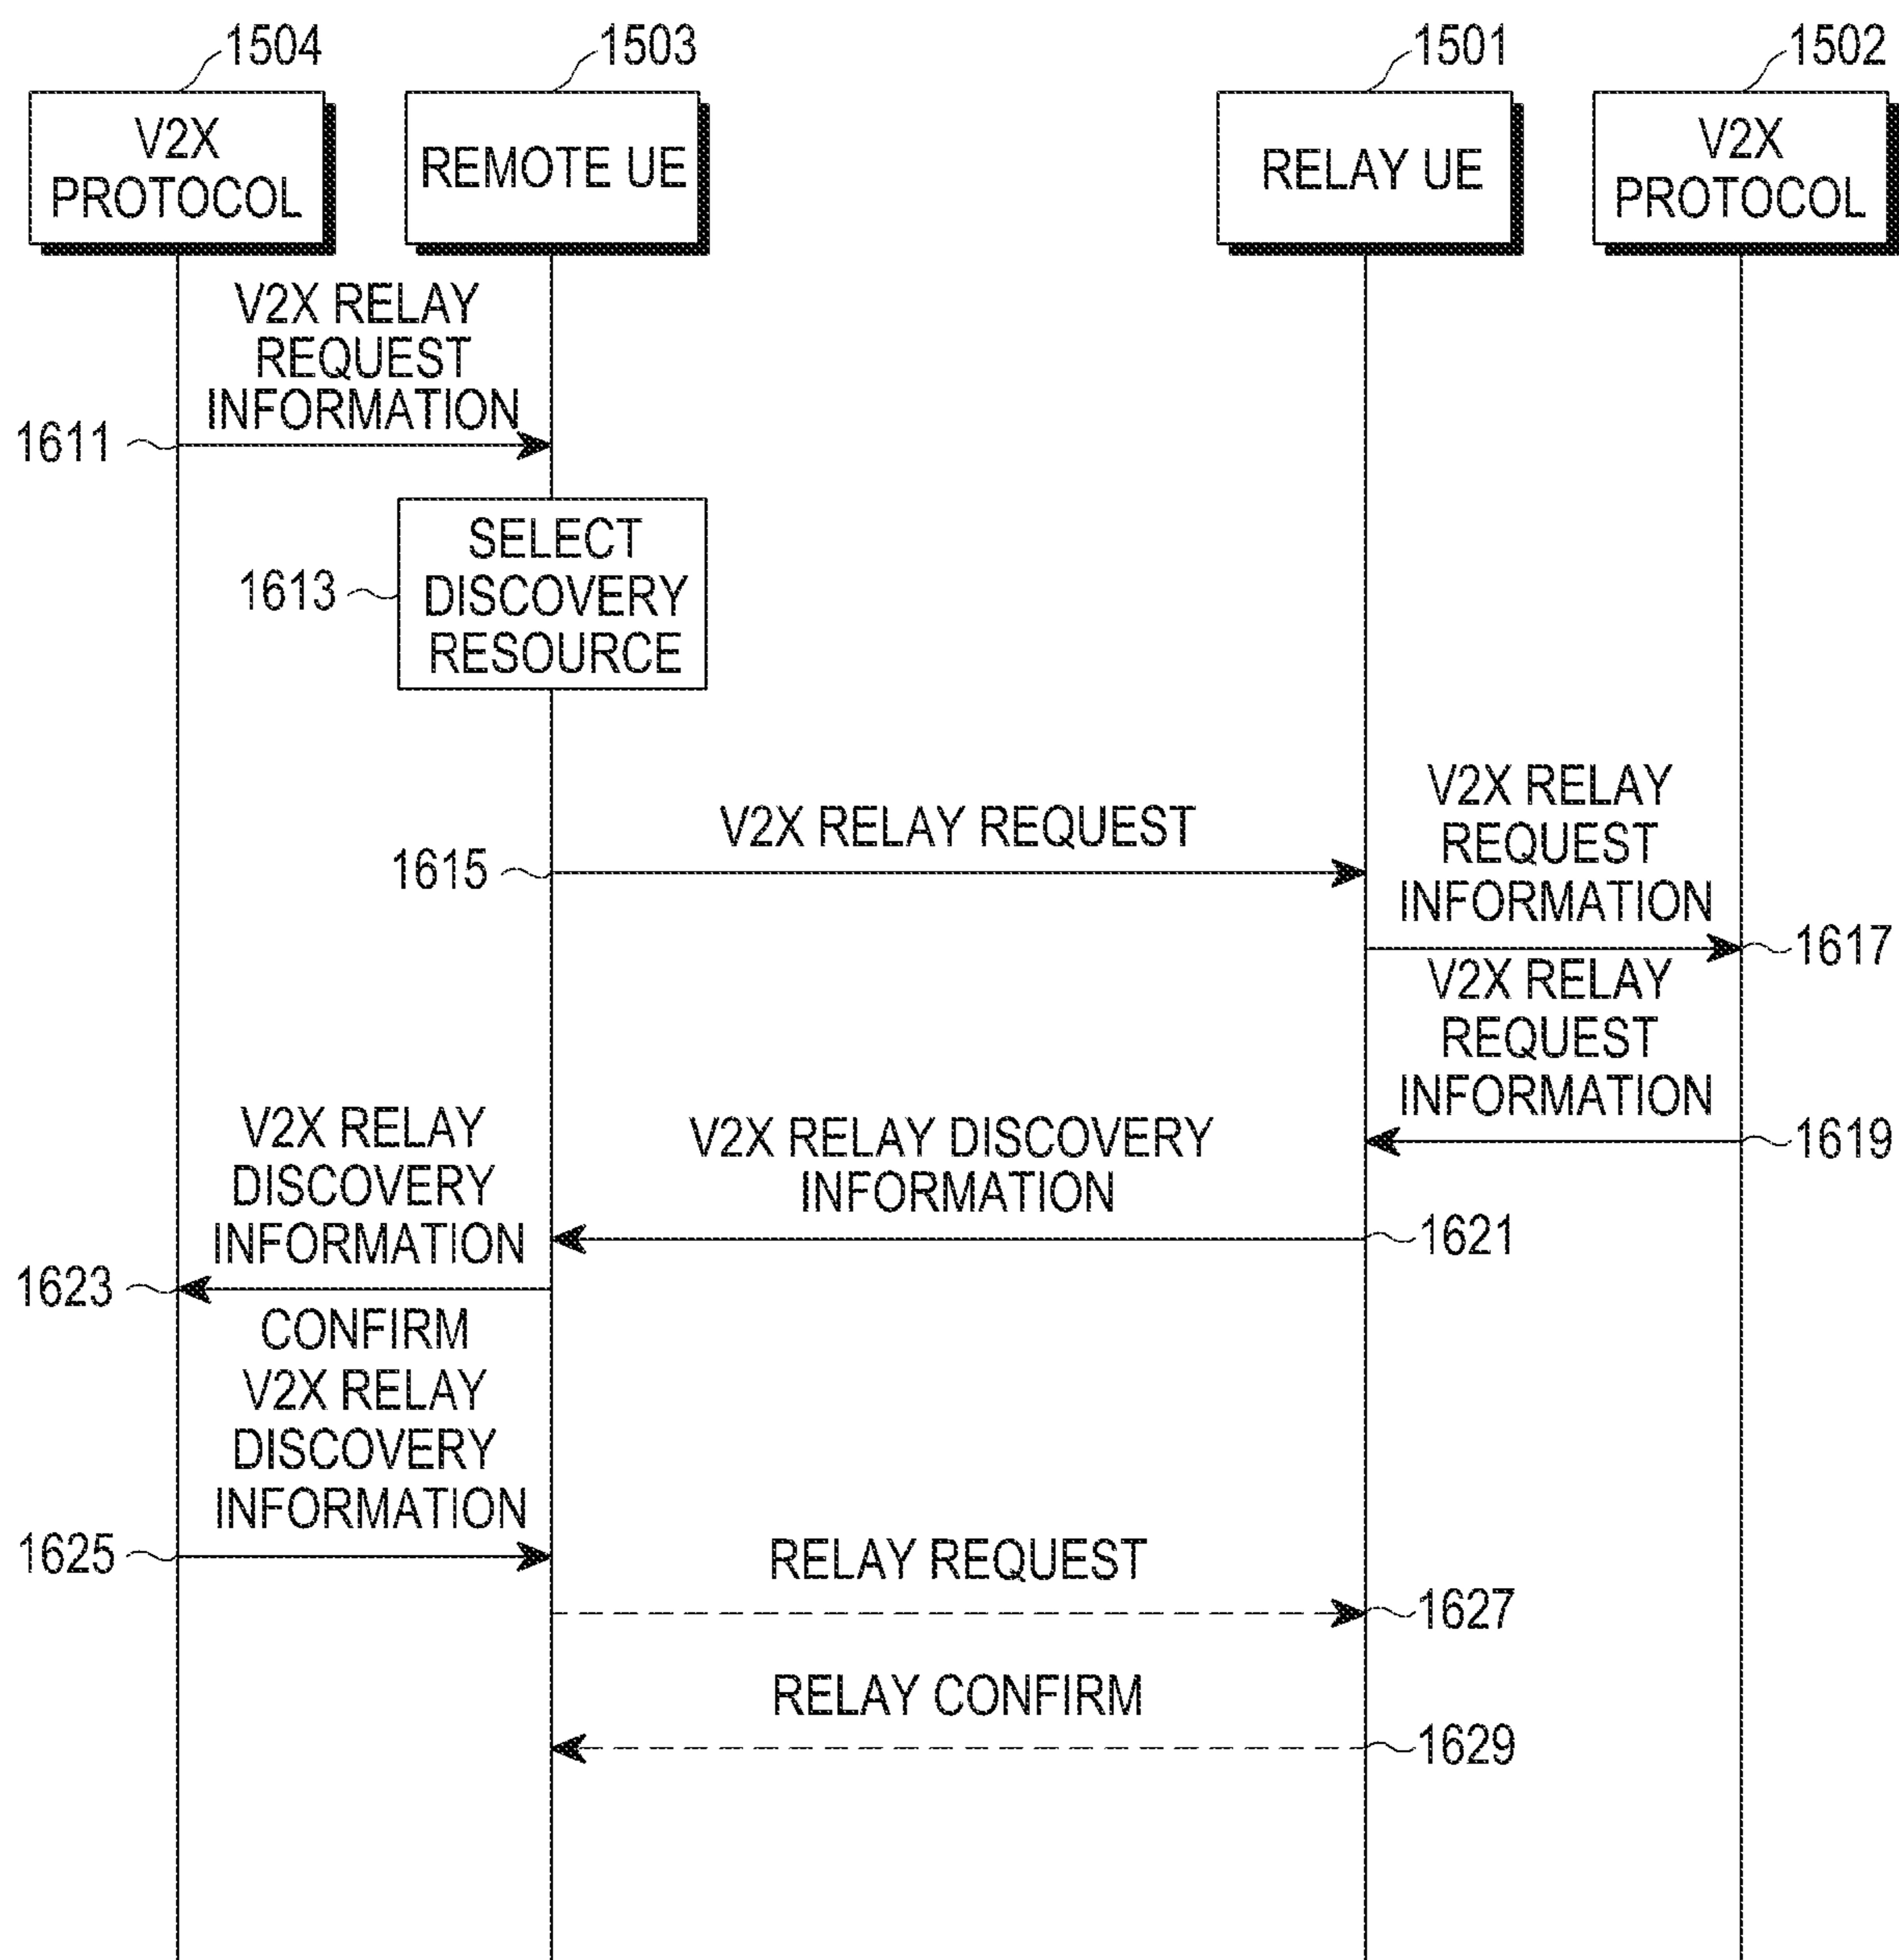 1504
1503
1501
1502
V2X
PROTOCOL
REMOTE UE
RELAY UE
V2X
PROTOCOL
V2X RELAY
REQUEST
INFORMATION
1611
SELECT
DISCOVERY
RESOURCE
1613
V2X RELAY REQUEST
1615
V2X RELAY
REQUEST
INFORMATION
1617
V2X RELAY
REQUEST
INFORMATION
1619
V2X RELAY DISCOVERY
INFORMATION
1621
V2X RELAY
DISCOVERY
INFORMATION
1623
CONFIRM
V2X RELAY
DISCOVERY
INFORMATION
1625
RELAY REQUEST
1627
RELAY CONFIRM
1629